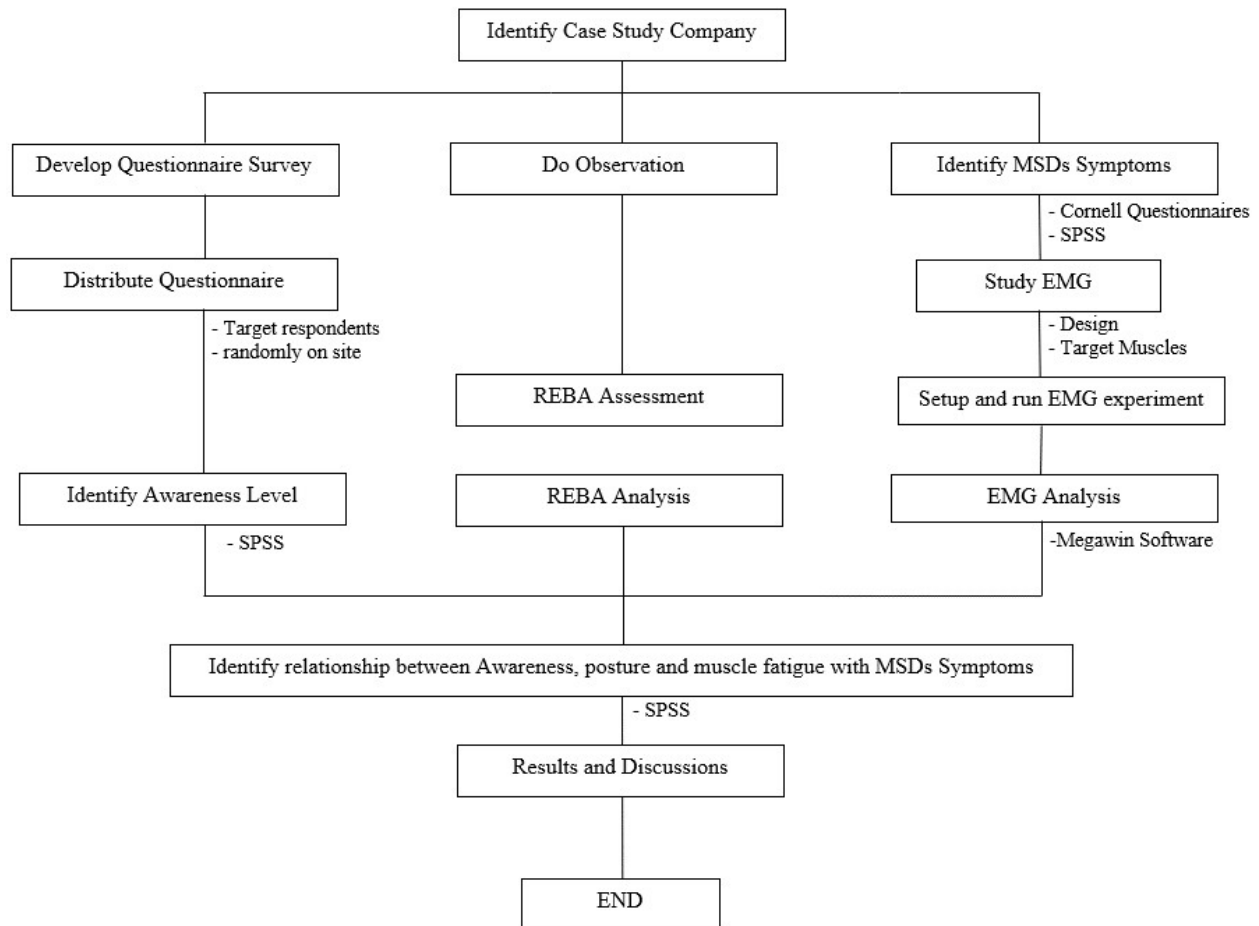 Identify Case Study Company
Develop Questionnaire Survey
Do Observation
Identify MSDs Symptoms
- Cornell Questionnaires
- SPSS
Distribute Questionnaire
Study EMG
- Target respondents
- randomly on site
- Design
- Target Muscles
REBA Assessment
Setup and run EMG experiment
Identify Awareness Level
REBA Analysis
EMG Analysis
- SPSS
-Megawin Software
Identify relationship between Awareness, posture and muscle fatigue with MSDs Symptoms
- SPSS
Results and Discussions
END